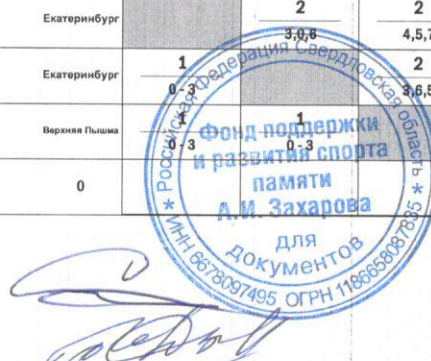 Екатеринбург 2 2
3,0,6 4,5,7
Екатеринбург 1 2
0 - 3 3,6,5
Верхняя Пышма 1 1
0 - 3 0 - 3
0
* Российская Федерация Свердловская область *
Фонд поддержки
и развития спорта
памяти
А.И. Захарова
для
документов
ИНН 6678097495 ОГРН 1186658087835